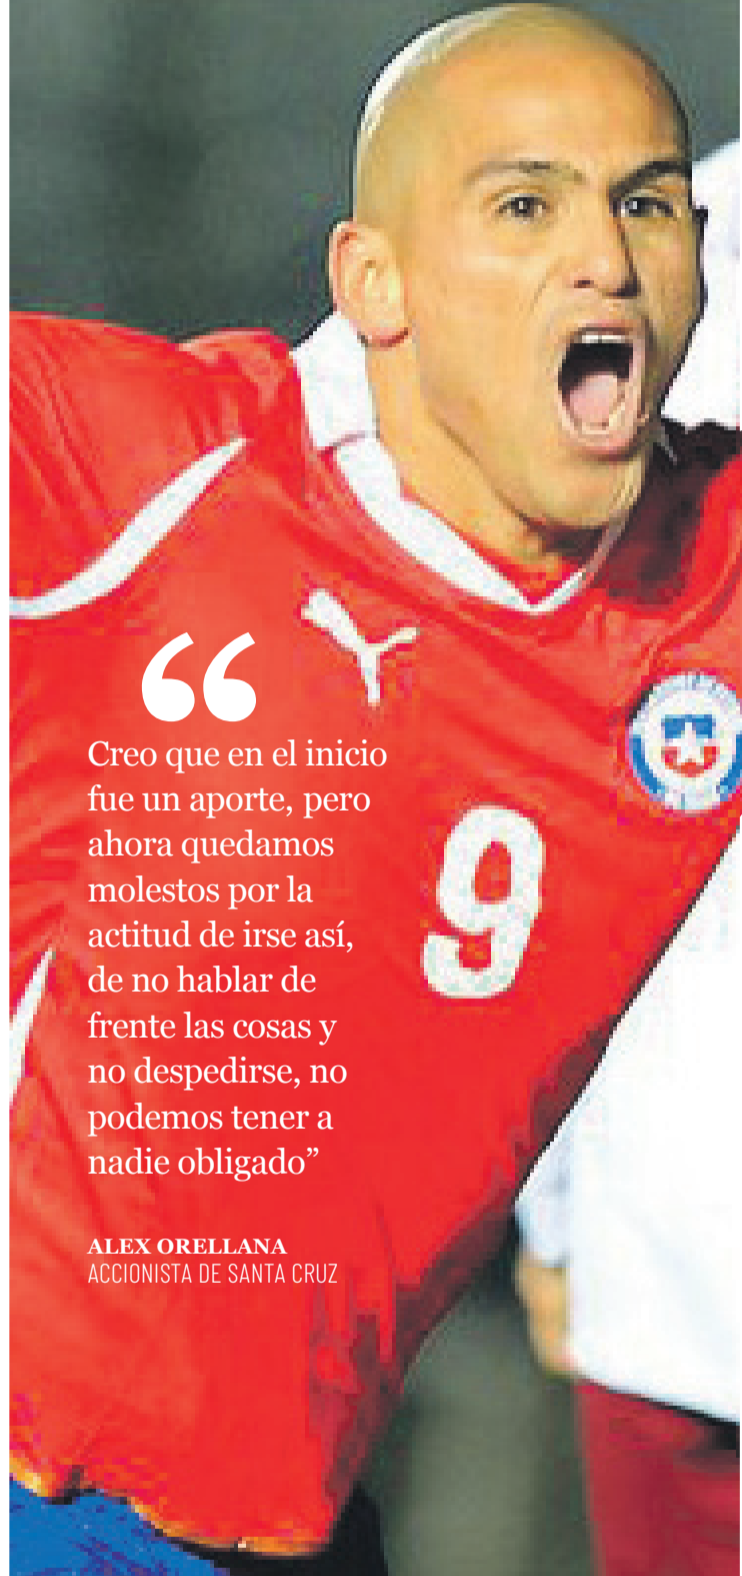 “
Creo que en el inicio
fue un aporte, pero
ahora quedamos
molestos por la
actitud de irse así,
de no hablar de
frente las cosas y
no despedirse, no
podemos tener a
nadie obligado”
ALEX ORELLANA
ACCIONISTA DE SANTA CRUZ
9